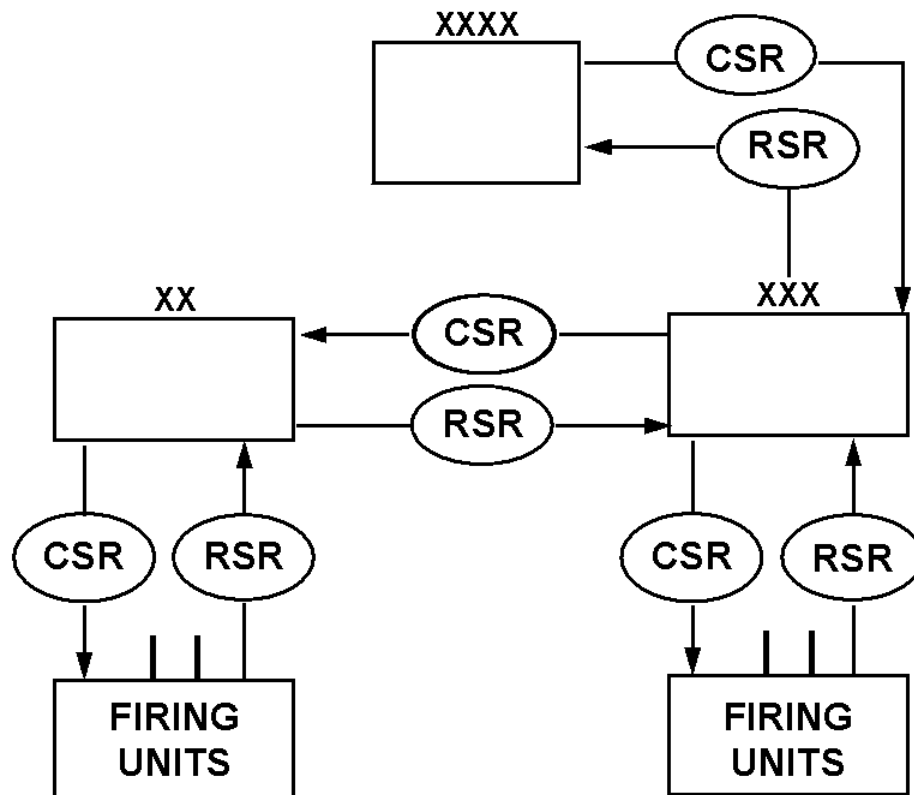 XXXX
CSR
RSR
XX
XXX
CSR
RSR
CSR
RSR
CSR
RSR
FIRING
UNITS
FIRING
UNITS